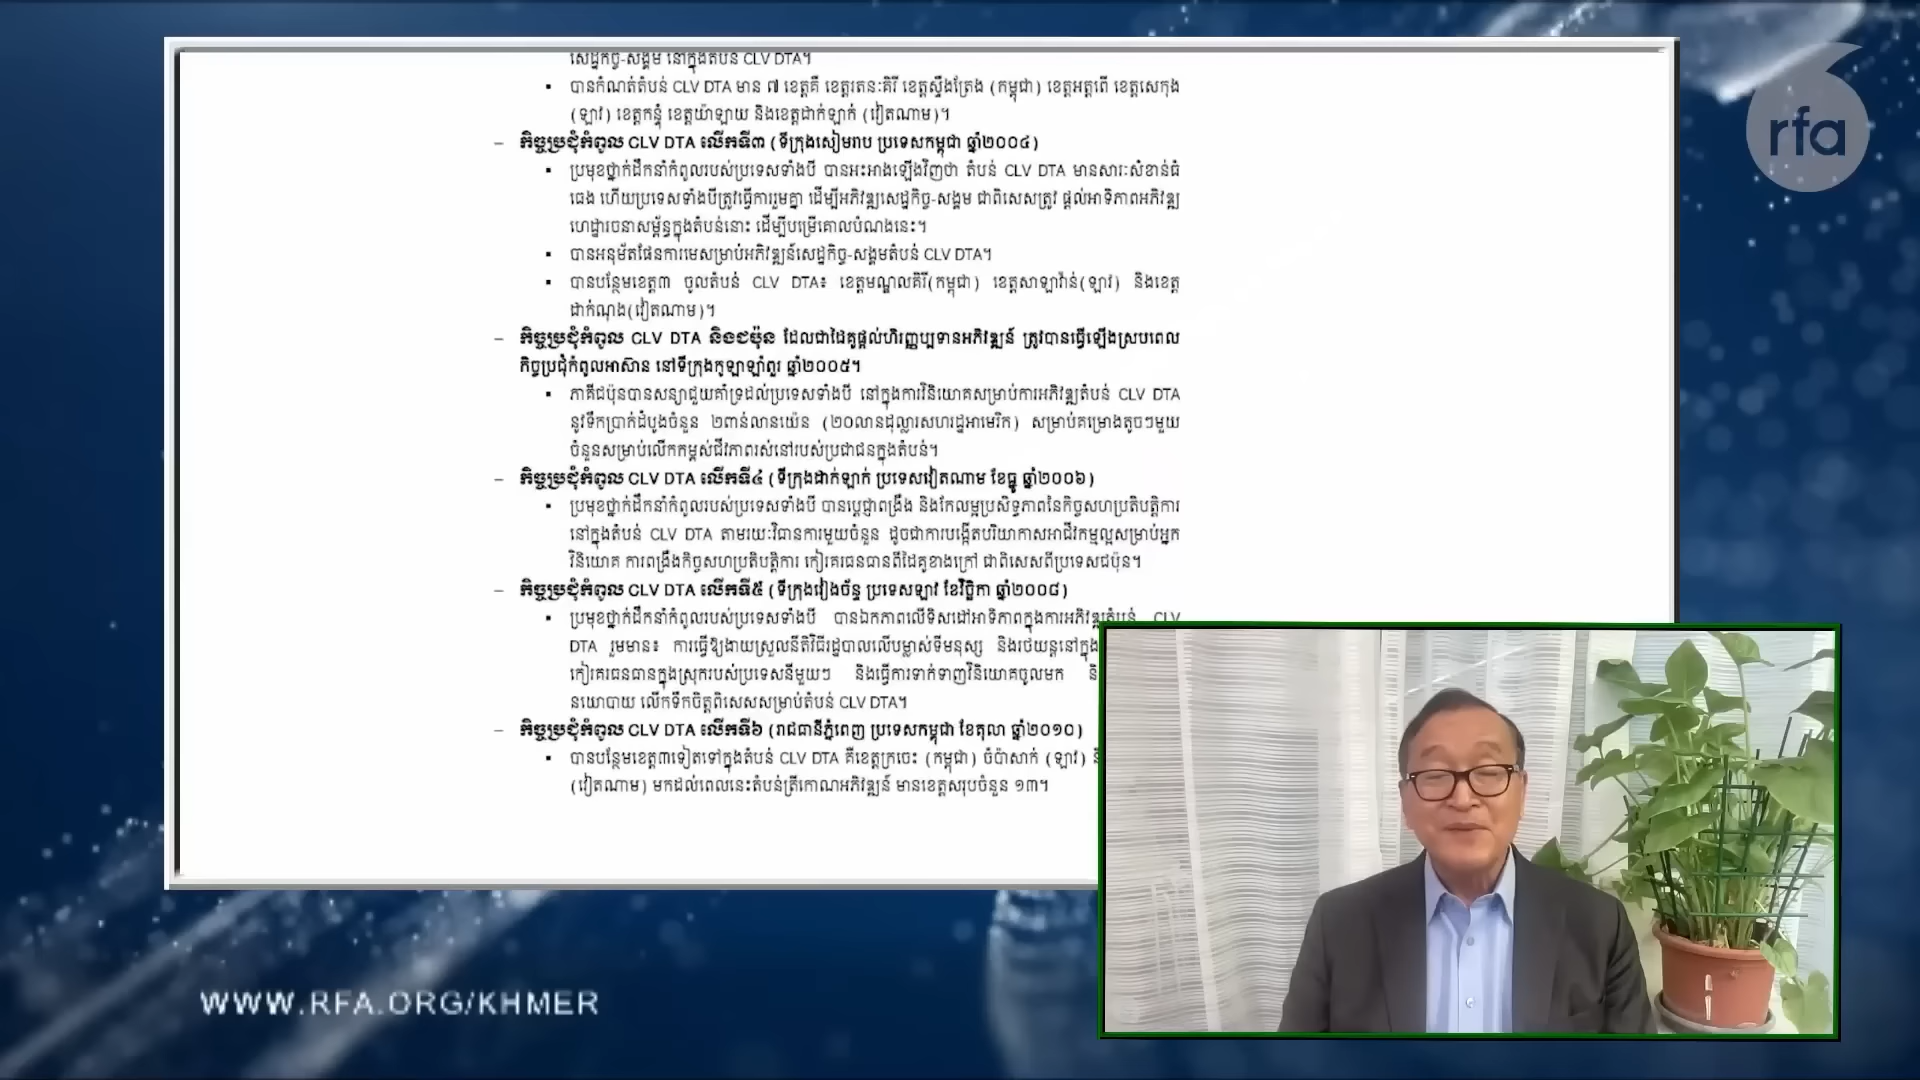 សេដ្ឋកិច្ច-សង្គម នៅក្នុងតំបន់ CLV DTA។
▪ បានកំណត់តំបន់ CLV DTA មាន ៧ ខេត្តគឺ ខេត្តរតនៈគិរី ខេត្តស្ទឹងត្រែង (កម្ពុជា) ខេត្តអត្តពើ ខេត្តសេកុង
(ឡាវ) ខេត្តកន្ទុំ ខេត្តយ៉ាឡាយ និងខេត្តដាក់ឡាក់ (វៀតណាម)។
– កិច្ចប្រជុំកំពូល CLV DTA លើកទី៣ (ទីក្រុងសៀមរាប ប្រទេសកម្ពុជា ឆ្នាំ២០០៤)
▪ ប្រមុខថ្នាក់ដឹកនាំកំពូលរបស់ប្រទេសទាំងបី បានអះអាងឡើងវិញថា តំបន់ CLV DTA មានសារៈសំខាន់ធំ
ធេង ហើយប្រទេសទាំងបីត្រូវធ្វើការរួមគ្នា ដើម្បីអភិវឌ្ឍសេដ្ឋកិច្ច-សង្គម ជាពិសេសត្រូវ ផ្តល់អាទិភាពអភិវឌ្ឍ
ហេដ្ឋារចនាសម្ព័ន្ធក្នុងតំបន់នោះ ដើម្បីបម្រើគោលបំណងនេះ។
▪ បានអនុម័តផែនការមេសម្រាប់អភិវឌ្ឍន៍សេដ្ឋកិច្ច-សង្គមតំបន់ CLV DTA។
▪ បានបន្ថែមខេត្ត៣ ចូលតំបន់ CLV DTA៖ ខេត្តមណ្ឌលគិរី(កម្ពុជា) ខេត្តសាឡាវ៉ាន់(ឡាវ) និងខេត្ត
ដាក់ណុង(វៀតណាម)។
– កិច្ចប្រជុំកំពូល CLV DTA និងជប៉ុន ដែលជាដៃគូផ្តល់ហិរញ្ញប្បទានអភិវឌ្ឍន៍ ត្រូវបានធ្វើឡើងស្របពេល
កិច្ចប្រជុំកំពូលអាស៊ាន នៅទីក្រុងកូឡាឡាំពួរ ឆ្នាំ២០០៥។
▪ ភាគីជប៉ុនបានសន្យាជួយគាំទ្រដល់ប្រទេសទាំងបី នៅក្នុងការវិនិយោគសម្រាប់ការអភិវឌ្ឍតំបន់ CLV DTA
នូវទឹកប្រាក់ដំបូងចំនួន ២ពាន់លានយ៉េន (២០លានដុល្លារសហរដ្ឋអាមេរិក) សម្រាប់គម្រោងតូចៗមួយ
ចំនួនសម្រាប់លើកកម្ពស់ជីវភាពរស់នៅរបស់ប្រជាជនក្នុងតំបន់។
– កិច្ចប្រជុំកំពូល CLV DTA លើកទី៤ (ទីក្រុងដាក់ឡាក់ ប្រទេសវៀតណាម ខែធ្នូ ឆ្នាំ២០០៦)
▪ ប្រមុខថ្នាក់ដឹកនាំកំពូលរបស់ប្រទេសទាំងបី បានប្តេជ្ញាពង្រឹង និងកែលម្អប្រសិទ្ធភាពនៃកិច្ចសហប្រតិបត្តិការ
នៅក្នុងតំបន់ CLV DTA តាមរយៈវិធានការមួយចំនួន ដូចជាការបង្កើតបរិយាកាសអាជីវកម្មល្អសម្រាប់អ្នក
វិនិយោគ ការពង្រឹងកិច្ចសហប្រតិបត្តិការ កៀរគរធនធានពីដៃគូខាងក្រៅ ជាពិសេសពីប្រទេសជប៉ុន។
– កិច្ចប្រជុំកំពូល CLV DTA លើកទី៥ (ទីក្រុងវៀងច័ន្ទ ប្រទេសឡាវ ខែវិច្ឆិកា ឆ្នាំ២០០៨)
▪ ប្រមុខថ្នាក់ដឹកនាំកំពូលរបស់ប្រទេសទាំងបី បានឯកភាពលើទិសដៅអាទិភាពក្នុងការអភិវឌ្ឍតំបន់ CLV
DTA រួមមាន៖ ការធ្វើឱ្យងាយស្រួលនីតិវិធីរដ្ឋបាលលើបម្លាស់ទីមនុស្ស និងរថយន្តនៅក្នុង
កៀរគរធនធានក្នុងស្រុករបស់ប្រទេសនីមួយៗ និងធ្វើការទាក់ទាញវិនិយោគចូលមក
នយោបាយ លើកទឹកចិត្តពិសេសសម្រាប់តំបន់ CLV DTA។
– កិច្ចប្រជុំកំពូល CLV DTA លើកទី៦ (រាជធានីភ្នំពេញ ប្រទេសកម្ពុជា ខែតុលា ឆ្នាំ២០១០)
▪ បានបន្ថែមខេត្ត៣ទៀតទៅក្នុងតំបន់ CLV DTA គឺខេត្តក្រចេះ (កម្ពុជា) ចំប៉ាសាក់ (ឡាវ)
(វៀតណាម) មកដល់ពេលនេះតំបន់ត្រីកោណអភិវឌ្ឍន៍ មានខេត្តសរុបចំនួន ១៣។
rfa
WWW.RFA.ORG/KHMER